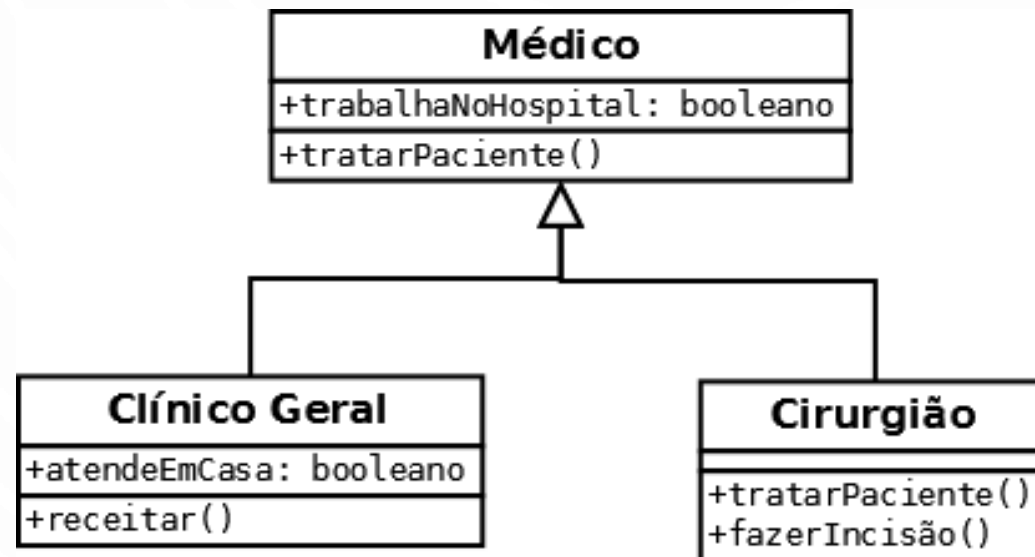 Médico
+trabalhaNoHospital: booleano
+tratarPaciente()
Clínico Geral
+atendeEmCasa: booleano
+receitar()
Cirurgião
+tratarPaciente()
+fazerIncisão()